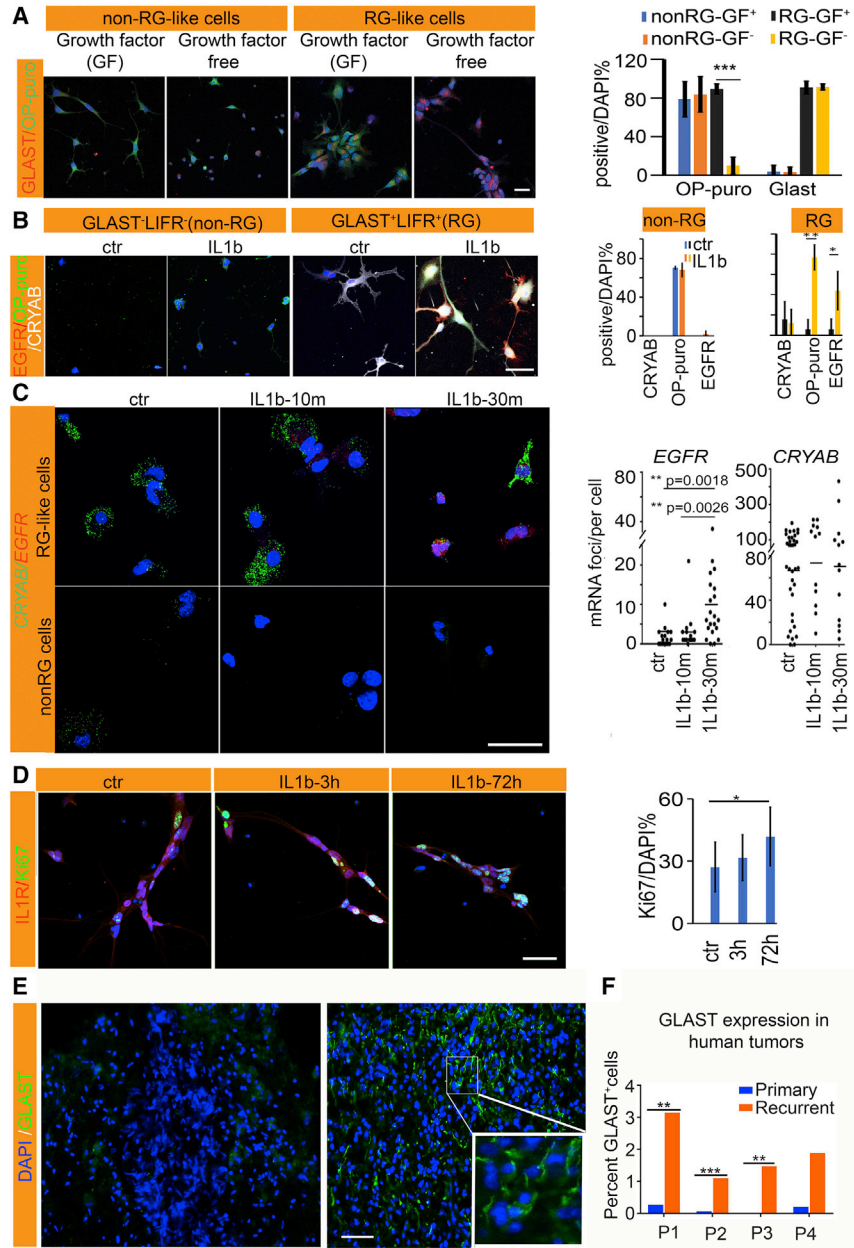 A
non-RG-like cells
RG-like cells
Growth factor (GF)
Growth factor free
Growth factor (GF)
Growth factor free
GLAST/OP-puro
nonRG-GF+
RG-GF+
nonRG-GF-
RG-GF-
***
positive/DAPI%
120
80
40
0
OP-puro
Glast
B
GLAST-LIFR-(non-RG)
GLAST+LIFR+(RG)
ctr
IL1b
ctr
IL1b
EGFR/OP-puro
/CRYAB
non-RG
RG
ctr
IL1b
positive/DAPI%
80
40
0
CRYAB
OP-puro
EGFR
**
*
CRYAB
OP-puro
EGFR
C
ctr
IL1b-10m
IL1b-30m
CRYAB/EGFR
RG-like cells
nonRG cells
EGFR
CRYAB
mRNA foci/per cell
** p=0.0018
** p=0.0026
80
40
20
10
0
ctr
IL1b-10m
1L1b-30m
500
300
100
80
40
0
ctr
IL1b-10m
1L1b-30m
D
ctr
IL1b-3h
IL1b-72h
IL1R/Ki67
*
Ki67/DAPI%
60
30
0
ctr
3h
72h
E
DAPI/GLAST
F
GLAST expression in
human tumors
Percent GLAST+cells
4
3
2
1
0
Primary
Recurrent
**
***
**
P1
P2
P3
P4